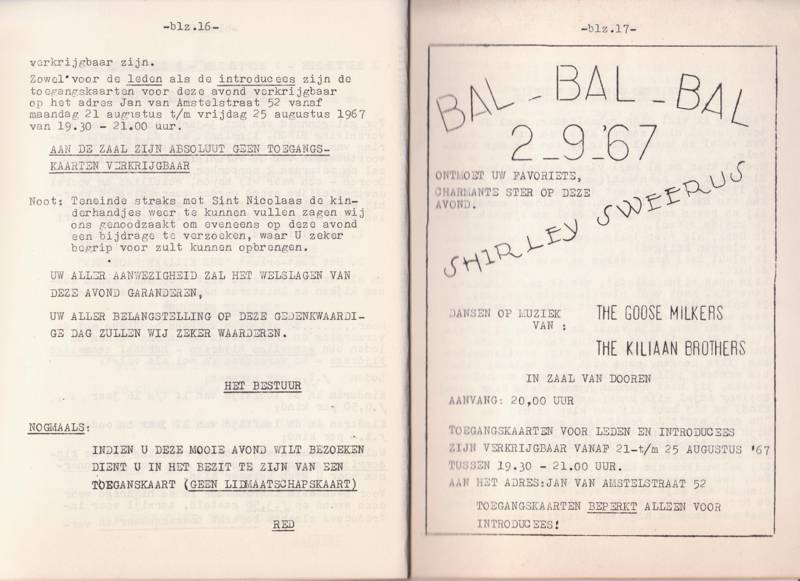 -blz.16-
verkrijgbaar zijn.
Zowel voor de leden als de introducees zijn de
toegangskaarten voor deze avond verkrijgbaar
op het adres Jan van Amstelstraat 52 vanaf
maandag 21 augustus t/m vrijdag 25 augustus 1967
van 19.30 - 21.00 uur.
AAN DE ZAAL ZIJN ABSOLUUT GEEN TOEGANGS-
KAARTEN VERKRIJGBAAR
Noot: Teneinde straks met Sint Nicolaas de kin-
derhandjes weer te kunnen vullen zagen wij
ons genoodzaakt om eveneens op deze avond
een bijdrage te verzoeken, waar U zeker
begrip voor zult kunnen opbrengen.
UW ALLER AANWEZIGHEID ZAL HET WELSLAGEN VAN
DEZE AVOND GARANDEREN,
UW ALLER BELANGSTELLING OP DEZE GEDENKWAARDI-
GE DAG ZULLEN WIJ ZEKER WAARDEREN.
HET BESTUUR
NOGMAALS:
INDIEN U DEZE MOOIE AVOND WILT BEZOEKEN
DIENT U IN HET BEZIT TE ZIJN VAN EEN
TOEGANSKAART (GEEN LIDMAATSCHAPSKAART)
RED
-blz.17-
BAL - BAL - BAL
2-9-'67
ONTMOET UW FAVORIETE,
CHARMANTE STER OP DEZE
AVOND.
SHIRLEY SWEERUS
DANSEN OP MUZIEK
VAN :
THE GOOSE MILKERS
THE KILIAAN BROTHERS
IN ZAAL VAN DOOREN
AANVANG: 20,00 UUR
TOEGANGSKAARTEN VOOR LEDEN EN INTRODUCEES
ZIJN VERKRIJGBAAR VANAF 21-t/m 25 AUGUSTUS '67
TUSSEN 19.30 - 21.00 UUR.
AAN HET ADRES:JAN VAN AMSTELSTRAAT 52
TOEGANGSKAARTEN BEPERKT ALLEEN VOOR
INTRODUCEES!